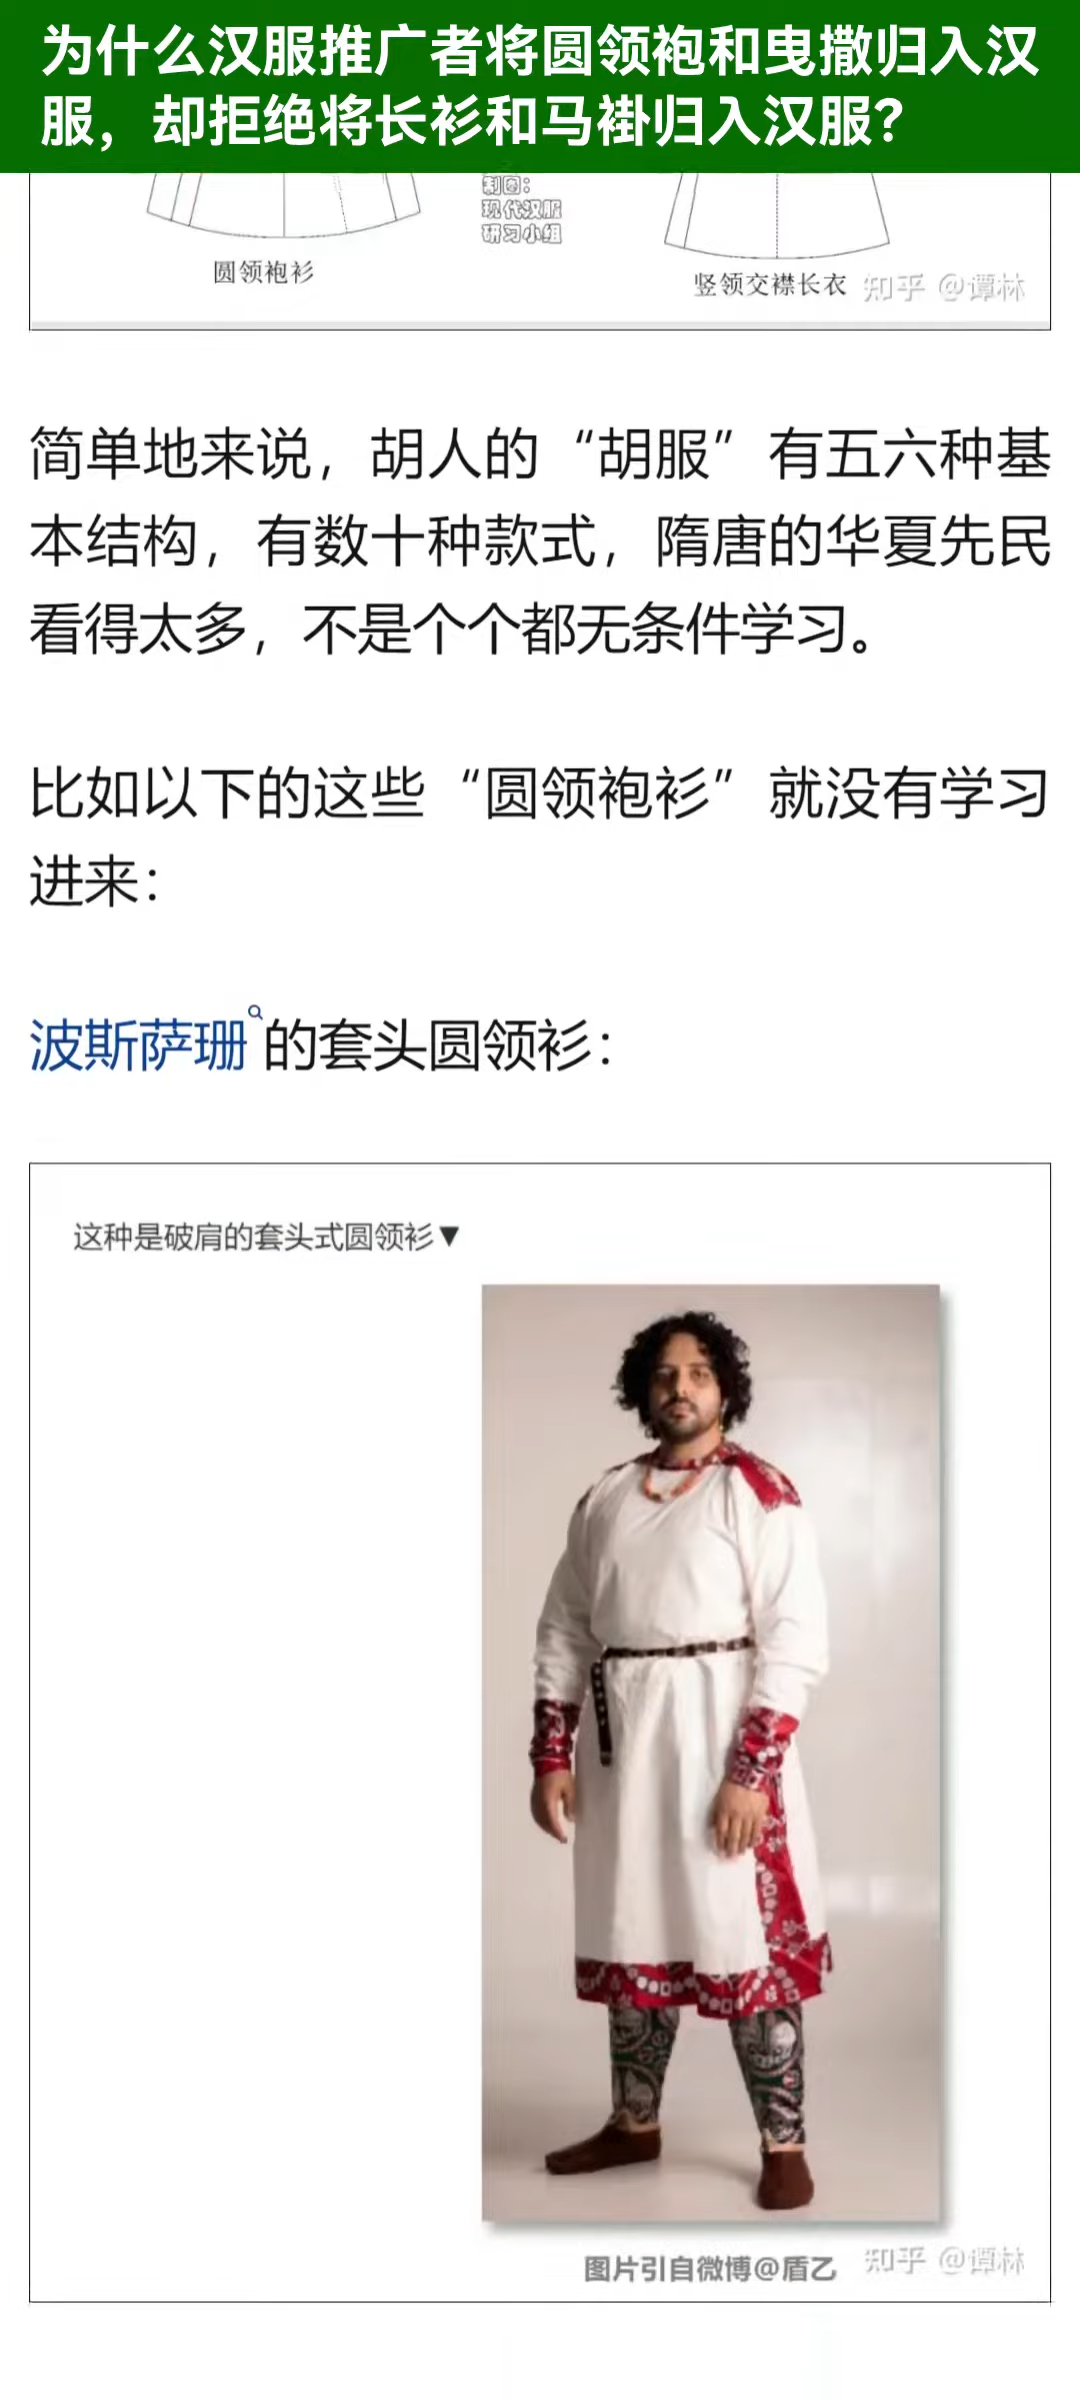 为什么汉服推广者将圆领袍和曳撒归入汉
服，却拒绝将长衫和马褂归入汉服？
制图：
现代汉服
研习小组
圆领袍衫
竖领交襟长衣
知乎 @谭林
简单地来说，胡人的“胡服”有五六种基
本结构，有数十种款式，隋唐的华夏先民
看得太多，不是个个都无条件学习。
比如以下的这些“圆领袍衫”就没有学习
进来：
波斯萨珊的套头圆领衫：
这种是破肩的套头式圆领衫▼
图片引自微博@盾乙
知乎 @谭林